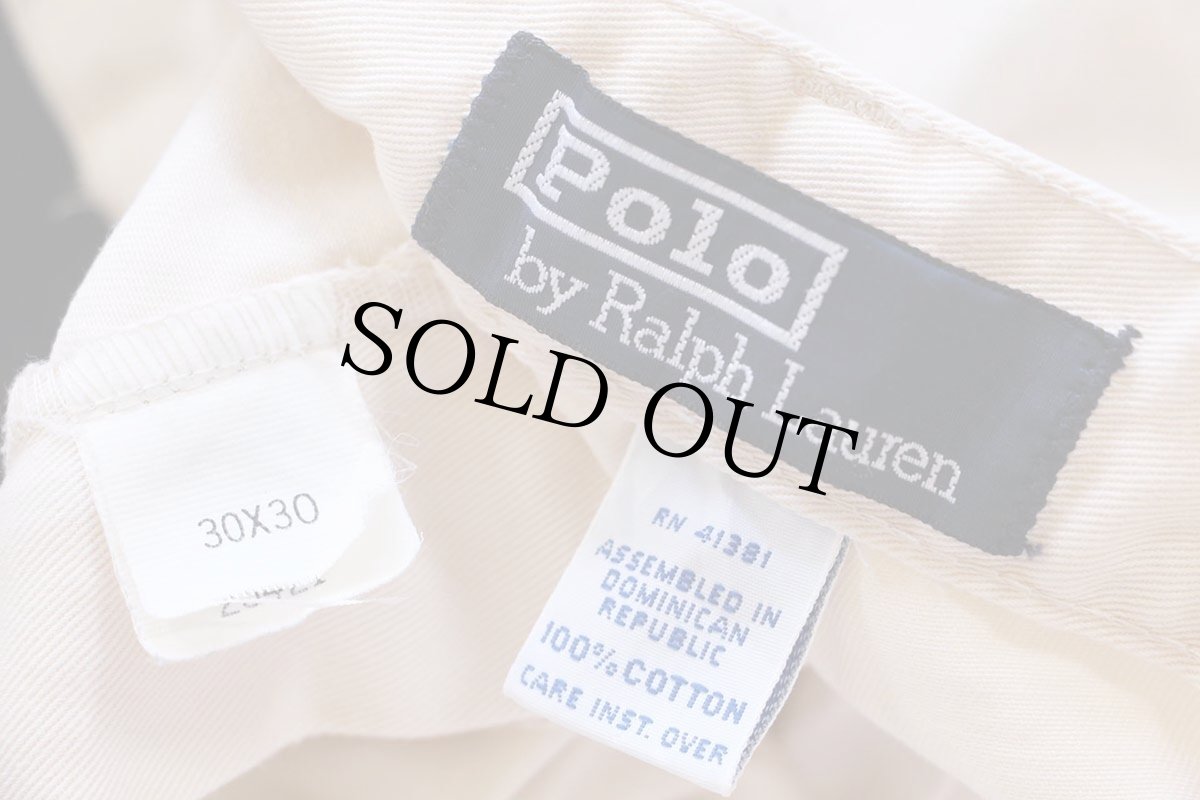 Polo
by Ralph Lauren
SOLD OUT
30X30
RN 41381
ASSEMBLED IN
DOMINICAN
REPUBLIC
100% COTTON
CARE INST. OVER